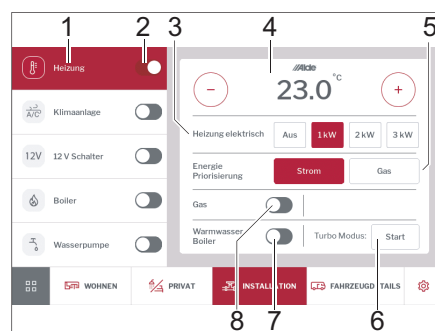 1 2 3 4 5
Heizung
Alde
23.0 °C
− +
A/C
Klimaanlage
Heizung elektrisch Aus 1 kW 2 kW 3 kW
12V 12 V Schalter
Energie
Priorisierung Strom Gas
Boiler
Gas
Wasserpumpe
Warmwasser
Boiler Turbo Modus: Start
WOHNEN PRIVAT INSTALLATION FAHRZEUGDETAILS
8 7 6